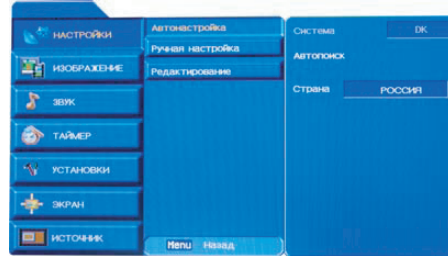 НАСТРОЙКИ
ИЗОБРАЖЕНИЕ
ЗВУК
ТАЙМЕР
УСТАНОВКИ
ЭКРАН
ИСТОЧНИК
Автонастройка
Ручная настройка
Редактирование
Menu Назад
Система DK
Автопоиск
Страна РОССИЯ